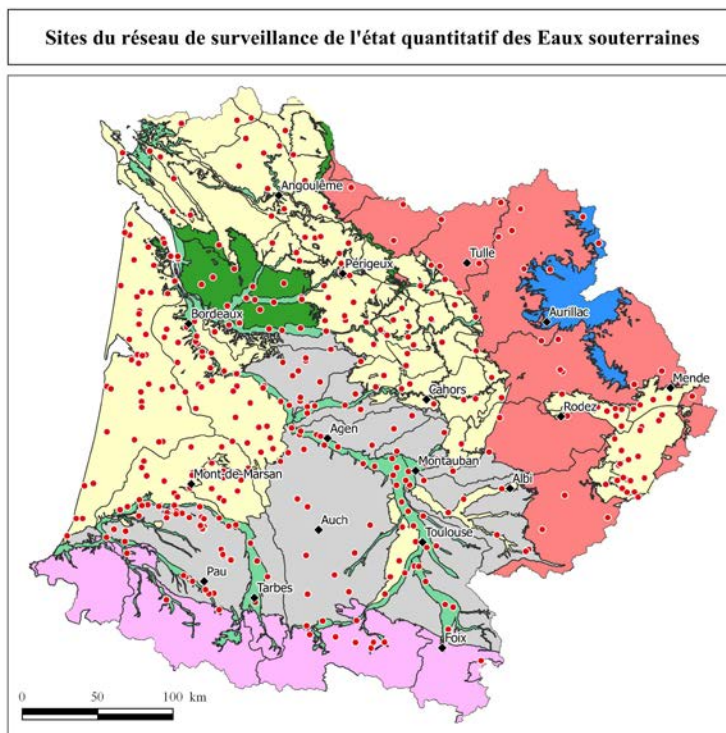 Sites du réseau de surveillance de l'état quantitatif des Eaux souterraines
Angoulême
Tulle
Périgueux
Aurillac
Bordeaux
Mende
Cahors
Rodez
Agen
Montauban
Mont-de-Marsan
Albi
Auch
Toulouse
Pau
Tarbes
Foix
0 50 100 km